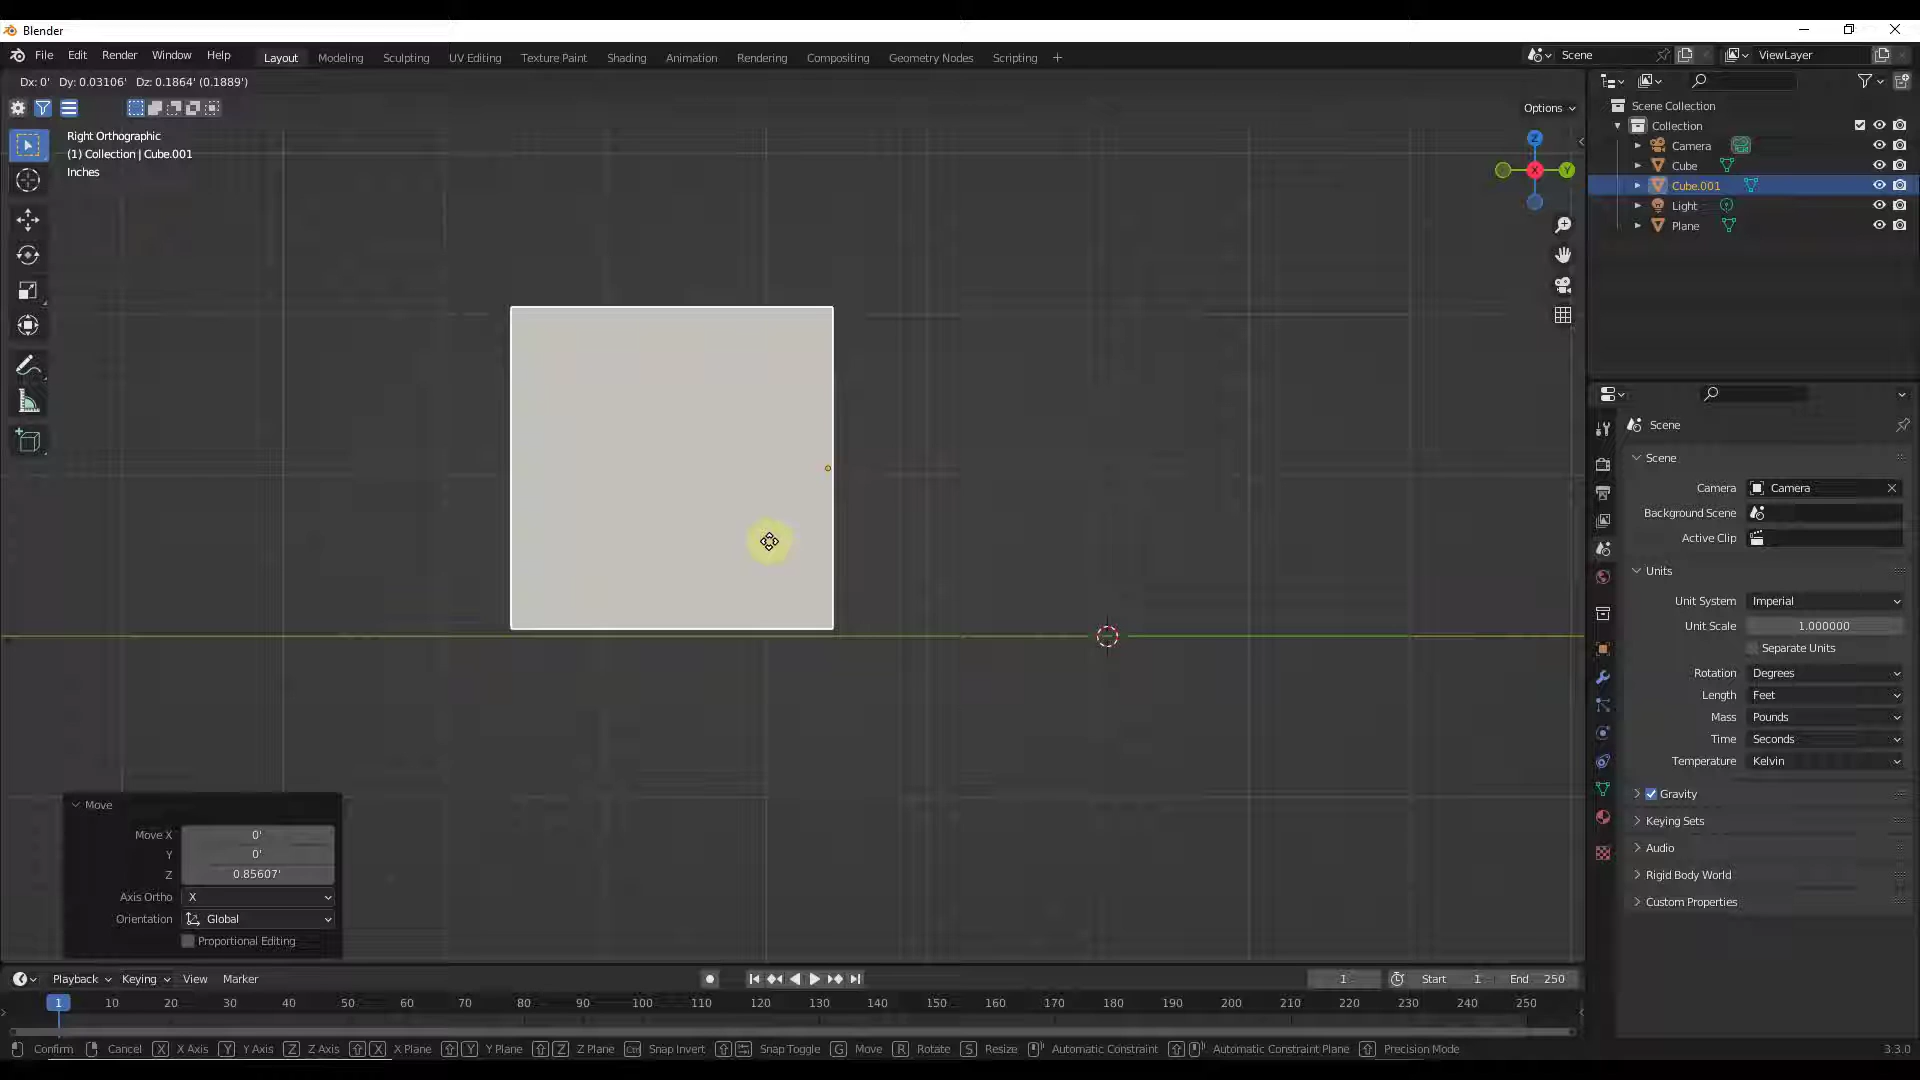 Blender
File Edit Render Window Help Layout Modeling Sculpting UV Editing Texture Paint Shading Animation Rendering Compositing Geometry Nodes Scripting + Scene ViewLayer
Dx: 0' Dy: 0.03106' Dz: 0.1864' (0.1889')
Options
Right Orthographic
(1) Collection | Cube.001
Inches
Z
X
Y
Scene Collection
Collection
Camera
Cube
Cube.001
Light
Plane
Scene
Scene
Camera Camera
Background Scene
Active Clip
Units
Unit System Imperial
Unit Scale 1.000000
Separate Units
Rotation Degrees
Length Feet
Mass Pounds
Time Seconds
Temperature Kelvin
Gravity
Keying Sets
Audio
Rigid Body World
Custom Properties
Move
Move X 0'
Y 0'
Z 0.85607'
Axis Ortho X
Orientation Global
Proportional Editing
Playback Keying View Marker 1 Start 1 End 250
1 10 20 30 40 50 60 70 80 90 100 110 120 130 140 150 160 170 180 190 200 210 220 230 240 250
Confirm Cancel X X Axis Y Y Axis Z Z Axis X X Plane Y Y Plane Z Z Plane Ctrl Snap Invert Snap Toggle G Move R Rotate S Resize Automatic Constraint Automatic Constraint Plane Precision Mode 3.3.0